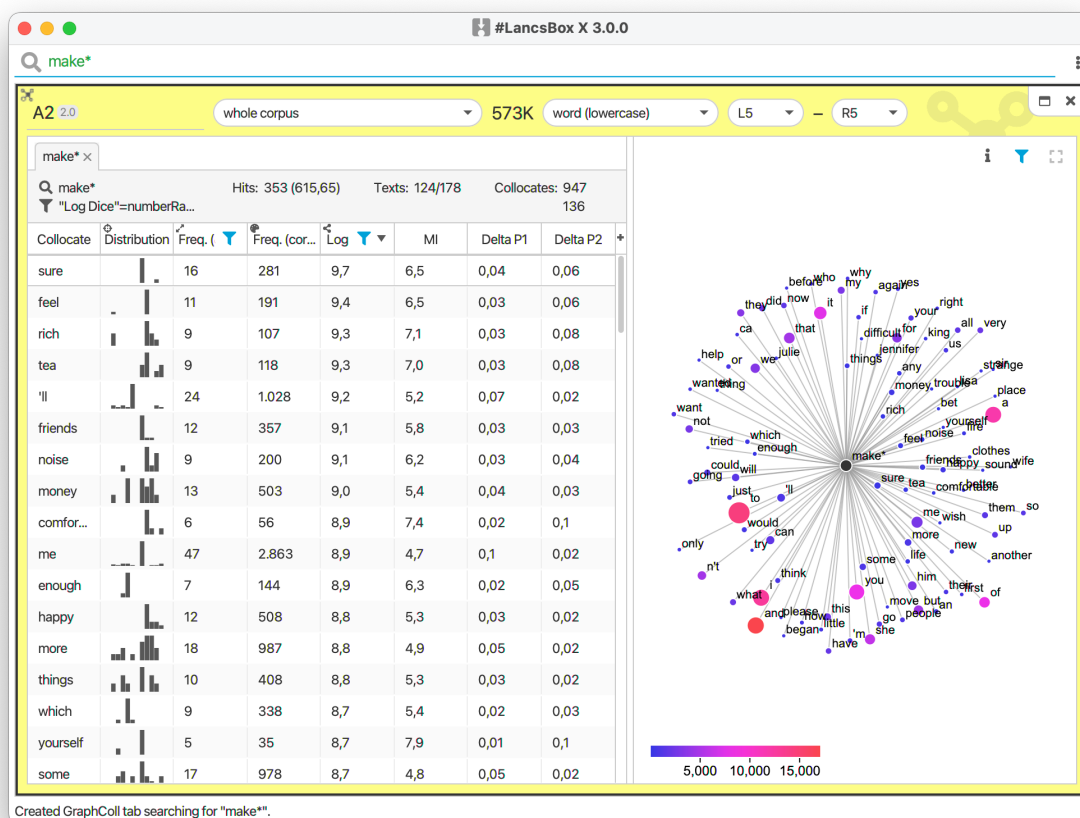 #LancsBox X 3.0.0
make*
A2 2.0 whole corpus 573K word (lowercase) L5 – R5
make*
make* Hits: 353 (615,65) Texts: 124/178 Collocates: 947
"Log Dice"=numberRa... 136
Collocate Distribution Freq. ( Freq. (cor... Log MI Delta P1 Delta P2 +
sure 16 281 9,7 6,5 0,04 0,06
feel 11 191 9,4 6,5 0,03 0,06
rich 9 107 9,3 7,1 0,03 0,08
tea 9 118 9,3 7,0 0,03 0,08
'll 24 1.028 9,2 5,2 0,07 0,02
friends 12 357 9,1 5,8 0,03 0,03
noise 9 200 9,1 6,2 0,03 0,04
money 13 503 9,0 5,4 0,04 0,03
comfor... 6 56 8,9 7,4 0,02 0,1
me 47 2.863 8,9 4,7 0,1 0,02
enough 7 144 8,9 6,3 0,02 0,05
happy 12 508 8,8 5,3 0,03 0,02
more 18 987 8,8 4,9 0,05 0,02
things 10 408 8,8 5,3 0,03 0,02
which 9 338 8,7 5,4 0,02 0,03
yourself 5 35 8,7 7,9 0,01 0,1
some 17 978 8,7 4,8 0,05 0,02
before who why
my again yes
they did now it if your right
ca that difficult for king all very
julie jennifer us
help or we things any sir strange
wanted thing money trouble lisa place
want rich bet a
not yourself fire
tried which enough feel noise
make* friends happy clothes sound wife
could will going
sure tea comfortable better
just to 'll me wish them so
would more up
only try can life new another
n't some
think you him their first of
what i
and please how this little move but an
began 'm she go people
have
5,000 10,000 15,000
Created GraphColl tab searching for "make*".